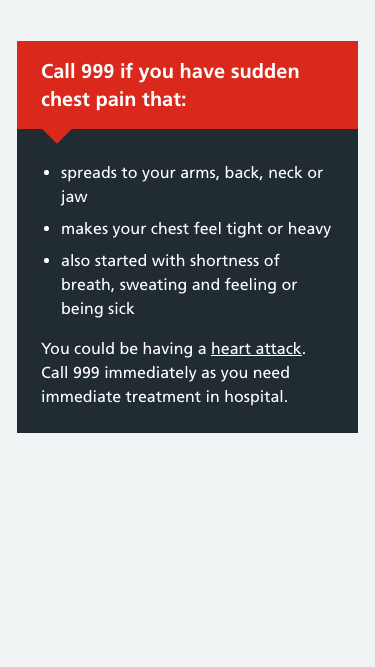 Call 999 if you have sudden
chest pain that:
• spreads to your arms, back, neck or
jaw
• makes your chest feel tight or heavy
• also started with shortness of
breath, sweating and feeling or
being sick
You could be having a heart attack.
Call 999 immediately as you need
immediate treatment in hospital.